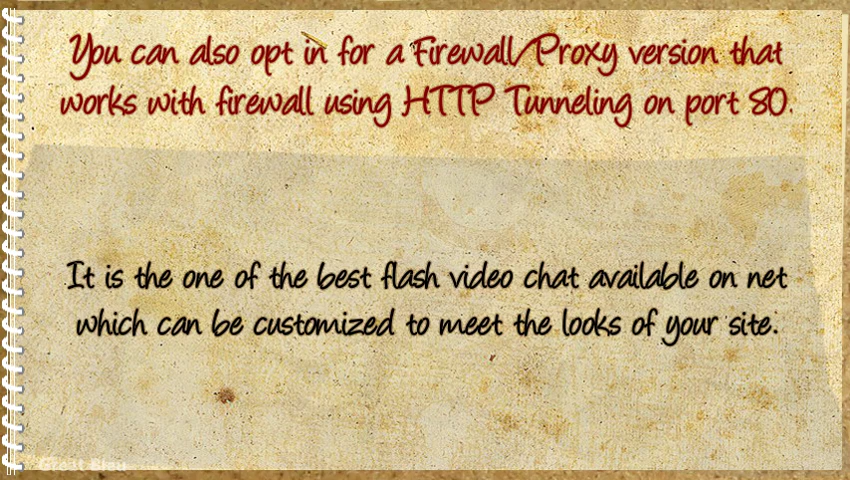 You can also opt in for a Firewall/Proxy version that
works with firewall using HTTP Tunneling on port 80.
It is the one of the best flash video chat available on net
which can be customized to meet the looks of your site.